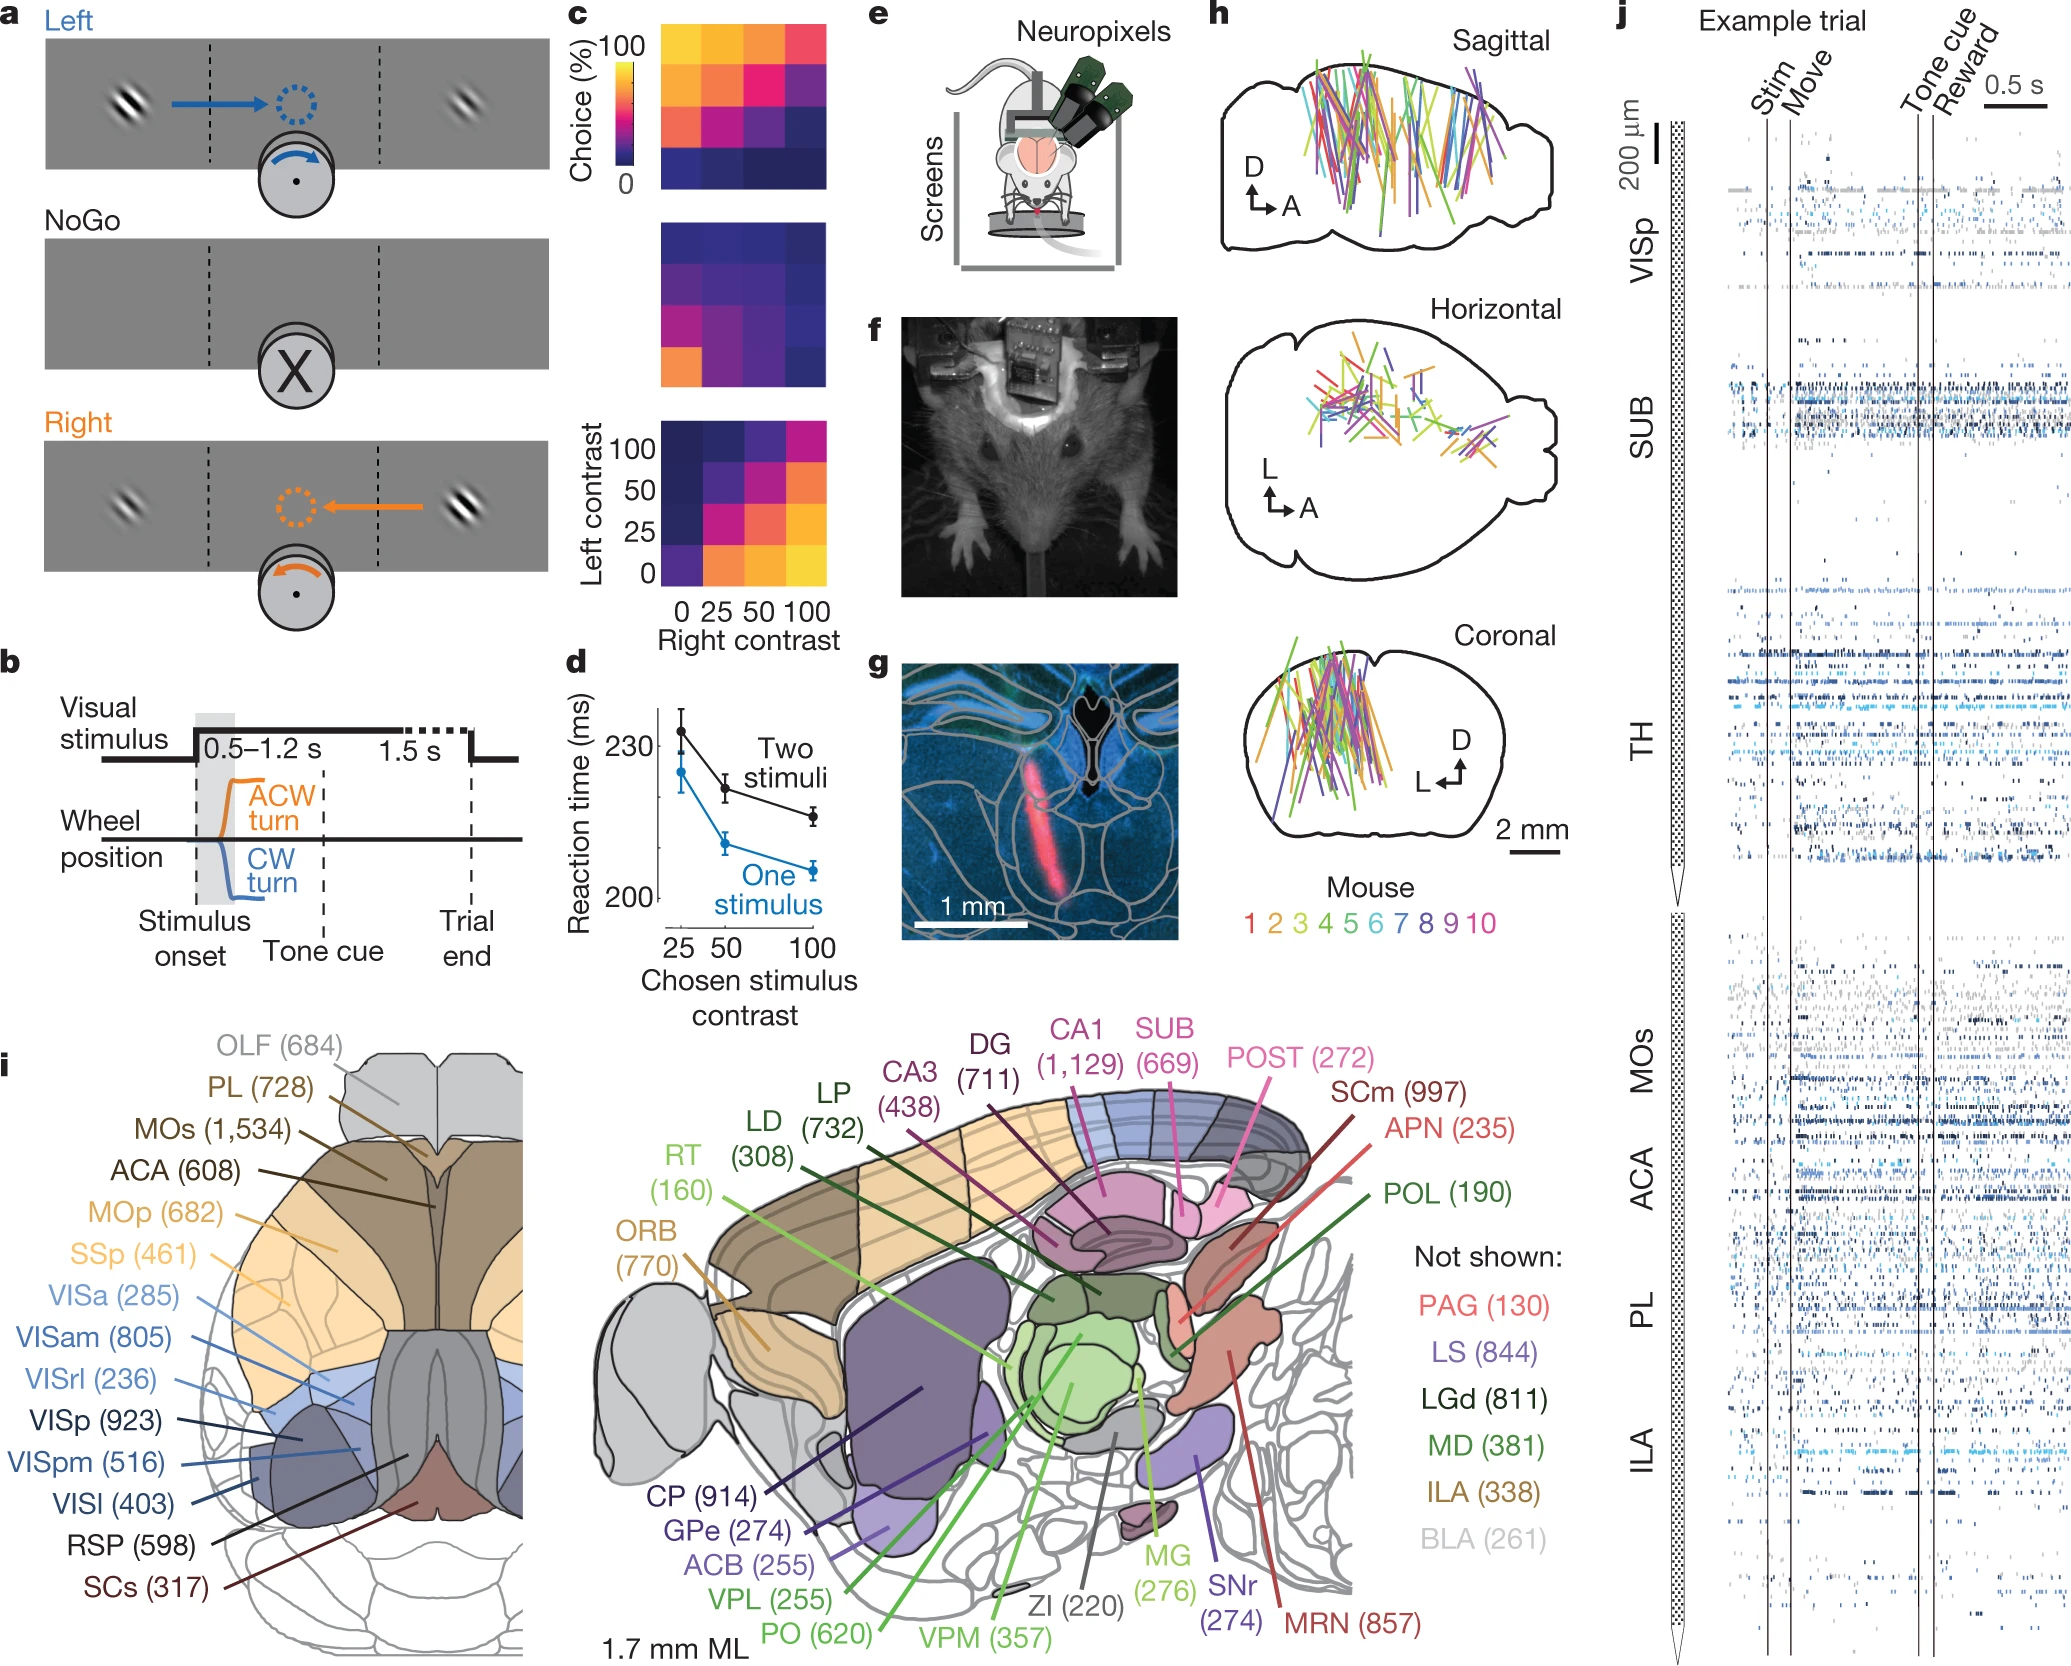 a
Left
NoGo
X
Right
b
Visual
stimulus
0.5–1.2 s
1.5 s
ACW
turn
Wheel
position
CW
turn
Stimulus
onset
Tone cue
Trial
end
c
Choice (%)
100
0
Left contrast
100
50
25
0
0 25 50 100
Right contrast
d
Reaction time (ms)
230
200
Two
stimuli
One
stimulus
25 50 100
Chosen stimulus
contrast
e
Neuropixels
Screens
f
g
1 mm
h
Sagittal
D
A
Horizontal
L
A
Coronal
D
L
2 mm
Mouse
1 2 3 4 5 6 7 8 9 10
i
OLF (684)
PL (728)
MOs (1,534)
ACA (608)
MOp (682)
SSp (461)
VISa (285)
VISam (805)
VISrl (236)
VISp (923)
VISpm (516)
VISl (403)
RSP (598)
SCs (317)
ORB
(770)
RT
(160)
LD
(308)
LP
(732)
CA3
(438)
DG
(711)
CA1
(1,129)
SUB
(669)
POST (272)
SCm (997)
APN (235)
POL (190)
Not shown:
PAG (130)
LS (844)
LGd (811)
MD (381)
ILA (338)
BLA (261)
CP (914)
GPe (274)
ACB (255)
VPL (255)
PO (620)
VPM (357)
ZI (220)
MG
(276)
SNr
(274)
MRN (857)
1.7 mm ML
j
Example trial
Stim
Move
Tone cue
Reward
0.5 s
200 µm
VISp
SUB
TH
MOs
ACA
PL
ILA